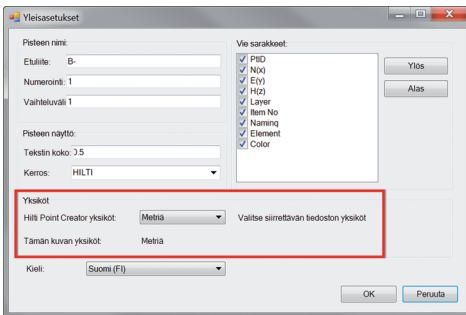 Yleisasetukset
Pisteen nimi:
Etuliite: B-
Numerointi: 1
Vaihteluväli 1
Pisteen näyttö:
Tekstin koko: 0.5
Kerros: HILTI
Vie sarakkeet:
PtID
N(x)
E(y)
H(z)
Layer
Item No
Naming
Element
Color
Ylös
Alas
Yksiköt
Hilti Point Creator yksiköt: Metriä Valitse siirrettävän tiedoston yksiköt
Tämän kuvan yksiköt: Metriä
Kieli: Suomi (FI)
OK Peruuta